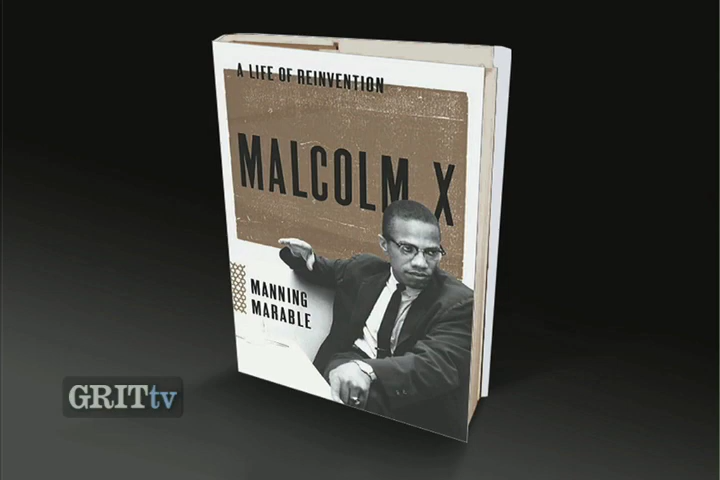 A LIFE OF REINVENTION
MALCOLM X
MANNING
MARABLE
GRITtv